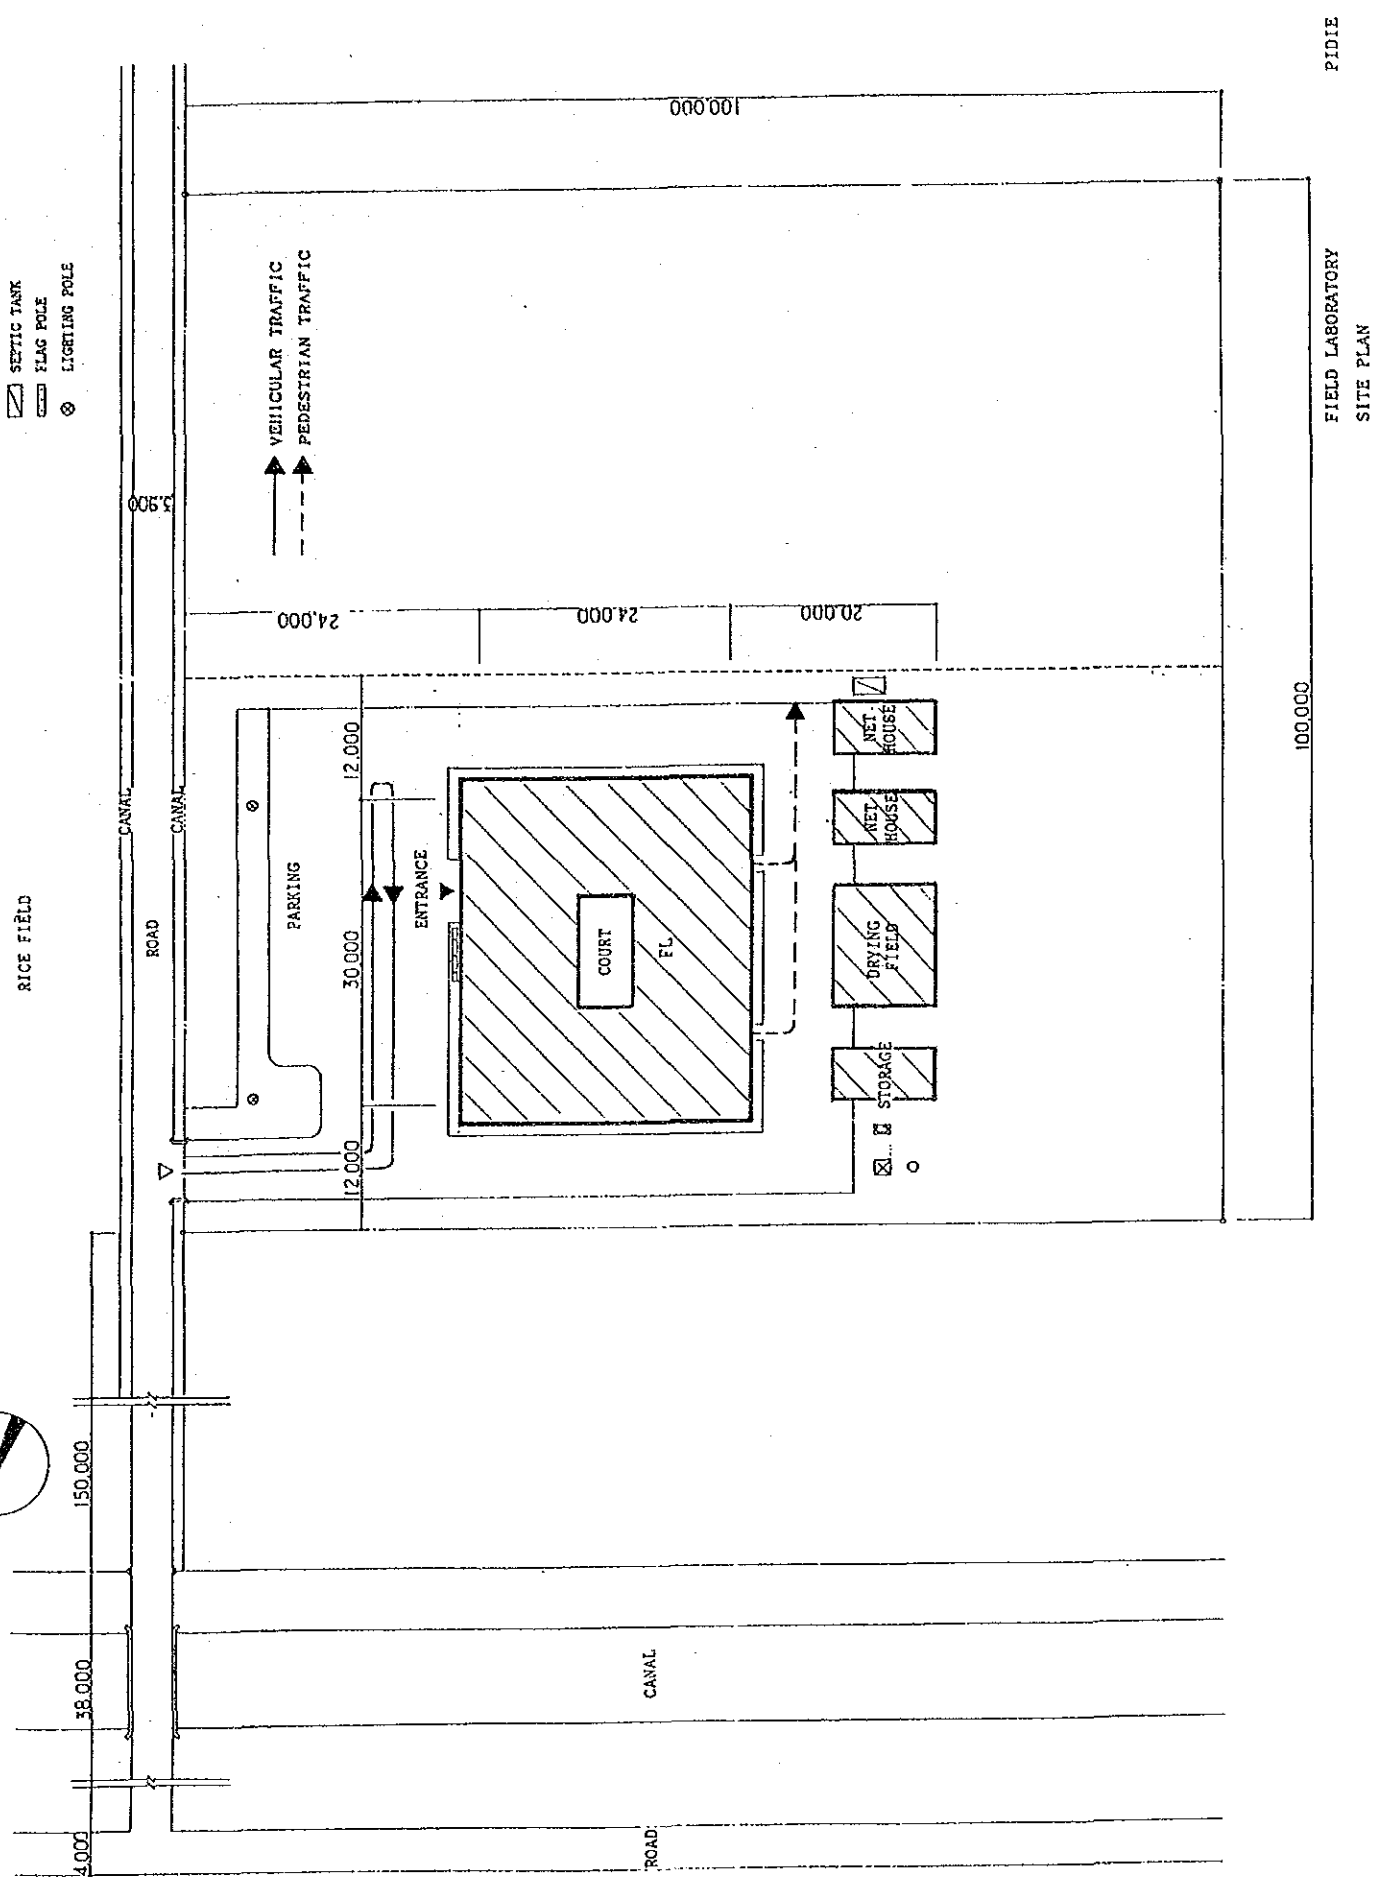 SEPTIC TANK
FLAG POLE
LIGHTING POLE
RICE FIELD
4.000
38.000
150.000
CANAL
ROAD
CANAL
3.900
VEHICULAR TRAFFIC
PEDESTRIAN TRAFFIC
PARKING
12.000
30.000
12.000
ENTRANCE
24,000
24.000
20.000
100.000
COURT
FL
STORAGE
DRYING
FIELD
NET
HOUSE
NET
HOUSE
ROAD
CANAL
100,000
FIELD LABORATORY
SITE PLAN
PIDIE